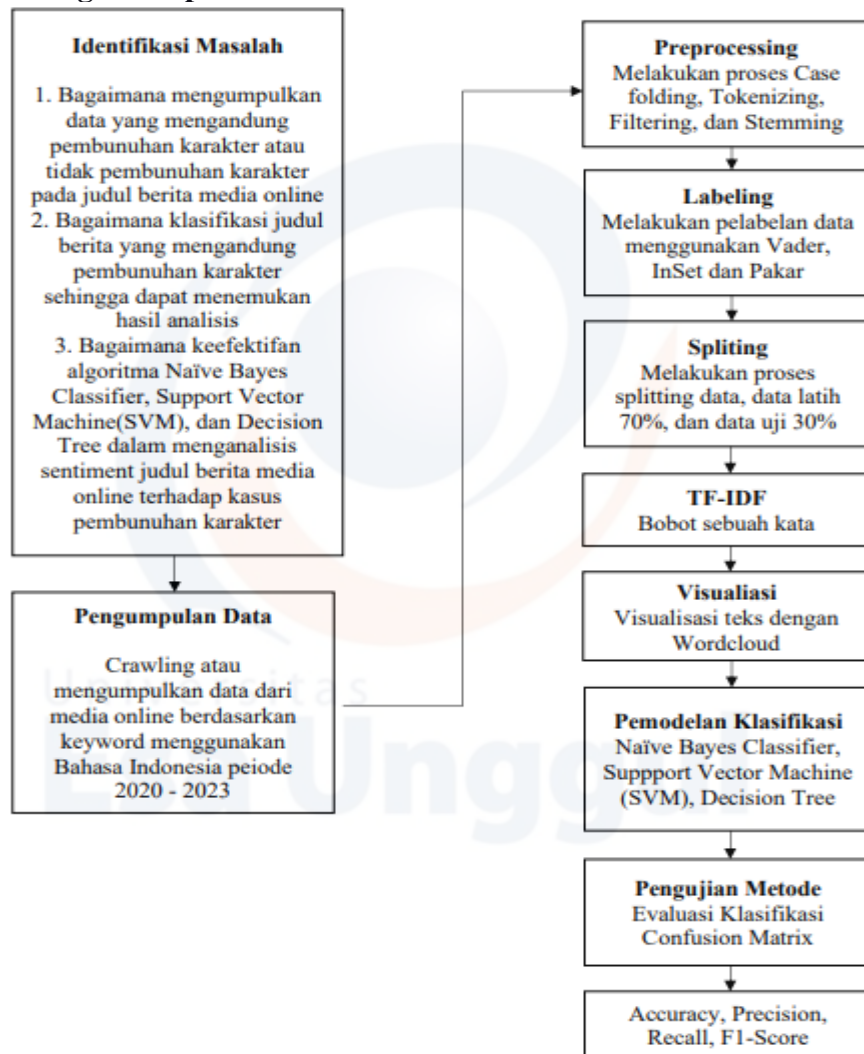 Identifikasi Masalah
1. Bagaimana mengumpulkan
data yang mengandung
pembunuhan karakter atau
tidak pembunuhan karakter
pada judul berita media online
2. Bagaimana klasifikasi judul
berita yang mengandung
pembunuhan karakter
sehingga dapat menemukan
hasil analisis
3. Bagaimana keefektifan
algoritma Naïve Bayes
Classifier, Support Vector
Machine(SVM), dan Decision
Tree dalam menganalisis
sentiment judul berita media
online terhadap kasus
pembunuhan karakter
Pengumpulan Data
Crawling atau
mengumpulkan data dari
media online berdasarkan
keyword menggunakan
Bahasa Indonesia peiode
2020 - 2023
Preprocessing
Melakukan proses Case
folding, Tokenizing,
Filtering, dan Stemming
Labeling
Melakukan pelabelan data
menggunakan Vader,
InSet dan Pakar
Spliting
Melakukan proses
splitting data, data latih
70%, dan data uji 30%
TF-IDF
Bobot sebuah kata
Visualiasi
Visualisasi teks dengan
Wordcloud
Pemodelan Klasifikasi
Naïve Bayes Classifier,
Suppport Vector Machine
(SVM), Decision Tree
Pengujian Metode
Evaluasi Klasifikasi
Confusion Matrix
Accuracy, Precision,
Recall, F1-Score
Universitas
Esa Unggul